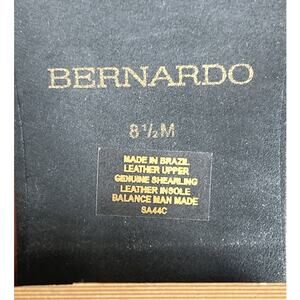 BERNARDO
8½M
MADE IN BRAZIL
LEATHER UPPER
GENUINE SHEARLING
LEATHER INSOLE
BALANCE MAN MADE
SA44C